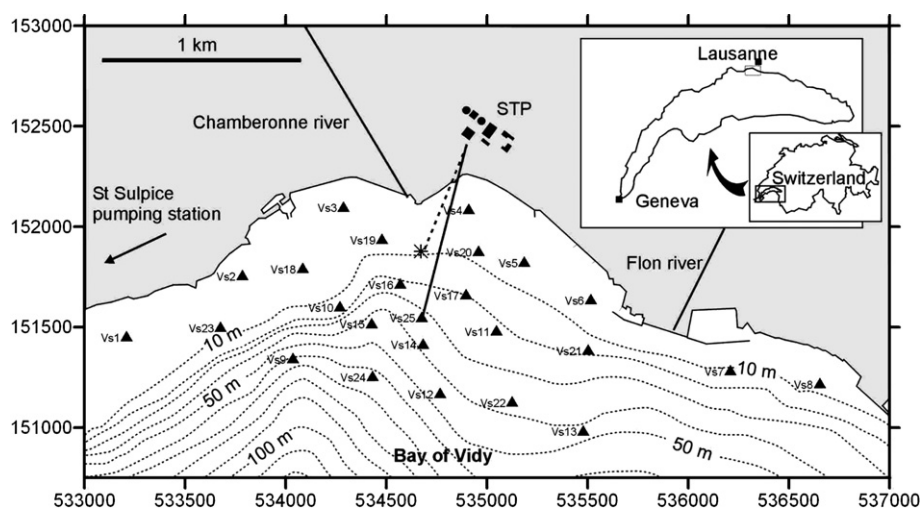 153000
1 km
Lausanne
STP
152500
Chamberonne river
Switzerland
Geneva
St Sulpice
pumping station
Vs3
Vs4
152000
Vs19
Vs20
Vs5
Flon river
Vs2
Vs18
Vs16
Vs17
Vs6
Vs10
Vs25
151500
Vs1
Vs23
10 m
Vs15
Vs11
Vs14
Vs21
Vs9
Vs7
10 m
50 m
Vs24
Vs8
Vs12
Vs22
151000
Vs13
100 m
Bay of Vidy
50 m
533000 533500 534000 534500 535000 535500 536000 536500 537000